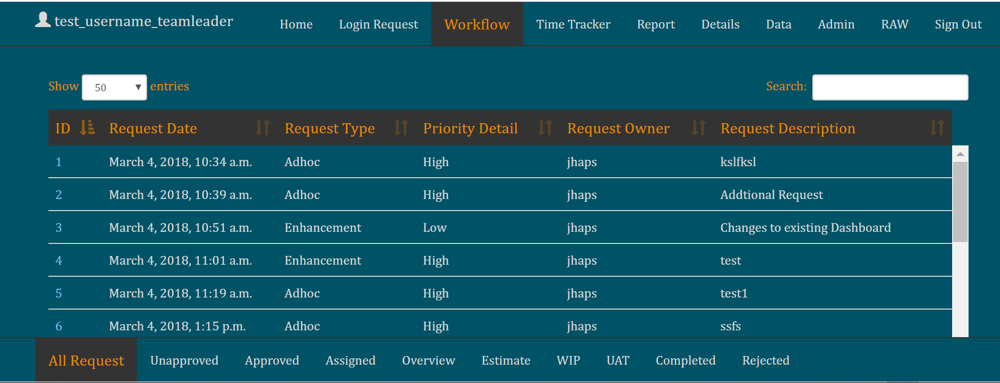 test_username_teamleader Home Login Request Workflow Time Tracker Report Details Data Admin RAW Sign Out
Show 50 entries Search:
ID Request Date Request Type Priority Detail Request Owner Request Description
1 March 4, 2018, 10:34 a.m. Adhoc High jhaps kslfksl
2 March 4, 2018, 10:39 a.m. Adhoc High jhaps Addtional Request
3 March 4, 2018, 10:51 a.m. Enhancement Low jhaps Changes to existing Dashboard
4 March 4, 2018, 11:01 a.m. Enhancement High jhaps test
5 March 4, 2018, 11:19 a.m. Adhoc High jhaps test1
6 March 4, 2018, 1:15 p.m. Adhoc High jhaps ssfs
All Request Unapproved Approved Assigned Overview Estimate WIP UAT Completed Rejected